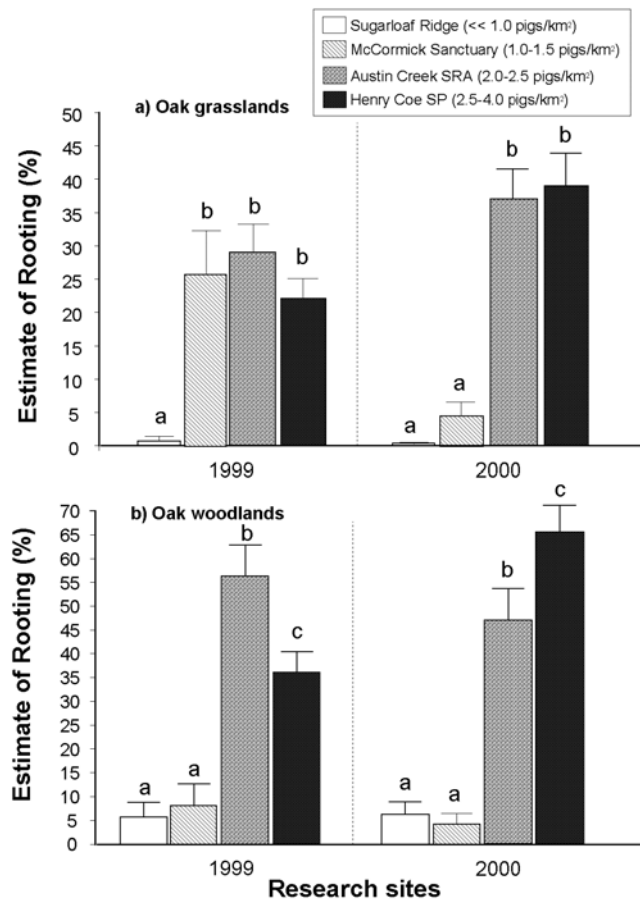 Sugarloaf Ridge (<< 1.0 pigs/km²)
McCormick Sanctuary (1.0-1.5 pigs/km²)
Austin Creek SRA (2.0-2.5 pigs/km²)
Henry Coe SP (2.5-4.0 pigs/km²)
a) Oak grasslands
Estimate of Rooting (%)
50
45
40
35
30
25
20
15
10
5
0
a
b
b
b
a
a
b
b
1999
2000
b) Oak woodlands
Estimate of Rooting (%)
70
65
60
55
50
45
40
35
30
25
20
15
10
5
0
a
a
b
c
a
a
b
c
1999
2000
Research sites